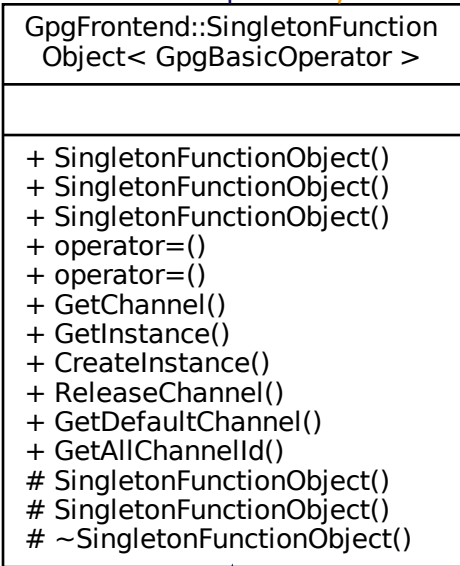 GpgFrontend::SingletonFunction
Object< GpgBasicOperator >
+ SingletonFunctionObject()
+ SingletonFunctionObject()
+ SingletonFunctionObject()
+ operator=()
+ operator=()
+ GetChannel()
+ GetInstance()
+ CreateInstance()
+ ReleaseChannel()
+ GetDefaultChannel()
+ GetAllChannelId()
# SingletonFunctionObject()
# SingletonFunctionObject()
# ~SingletonFunctionObject()